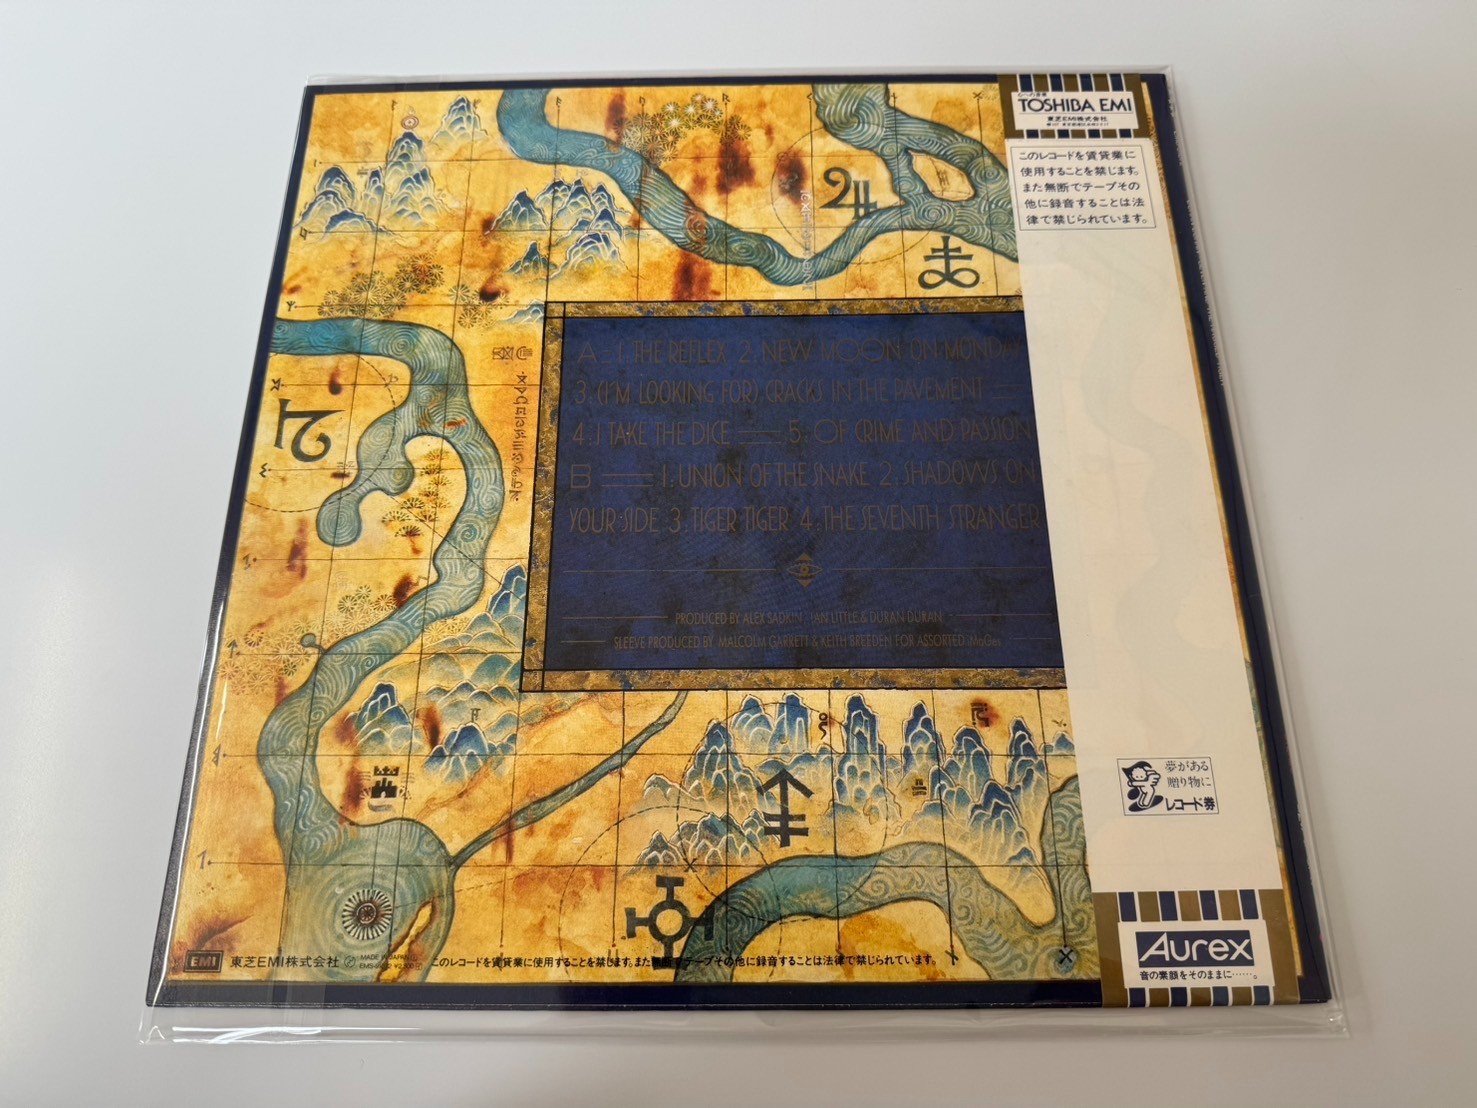 TOSHIBA EMI
東芝EMI株式会社
このレコードを賃貸業に
使用することを禁じます。
また無断でテープその
他に録音することは法
律で禁じられています。
A 1. THE REFLEX 2. NEW MOON ON MONDAY
3. (I'M LOOKING FOR) CRACKS IN THE PAVEMENT
4. I TAKE THE DICE 5. OF CRIME AND PASSION
B 1. UNION OF THE SNAKE 2. SHADOWS ON
YOUR SIDE 3. TIGER TIGER 4. THE SEVENTH STRANGER
PRODUCED BY ALEX SADKIN · IAN LITTLE & DURAN DURAN
SLEEVE PRODUCED BY MALCOLM GARRETT & KEITH BREEDEN FOR ASSORTED iMaGes
夢がある
贈り物に
レコード券
Aurex
音の素顔をそのままに……。
EMI 東芝EMI株式会社 Ⓟ MADE IN JAPAN このレコードを賃貸業に使用することを禁じます。また無断でテープその他に録音することは法律で禁じられています。